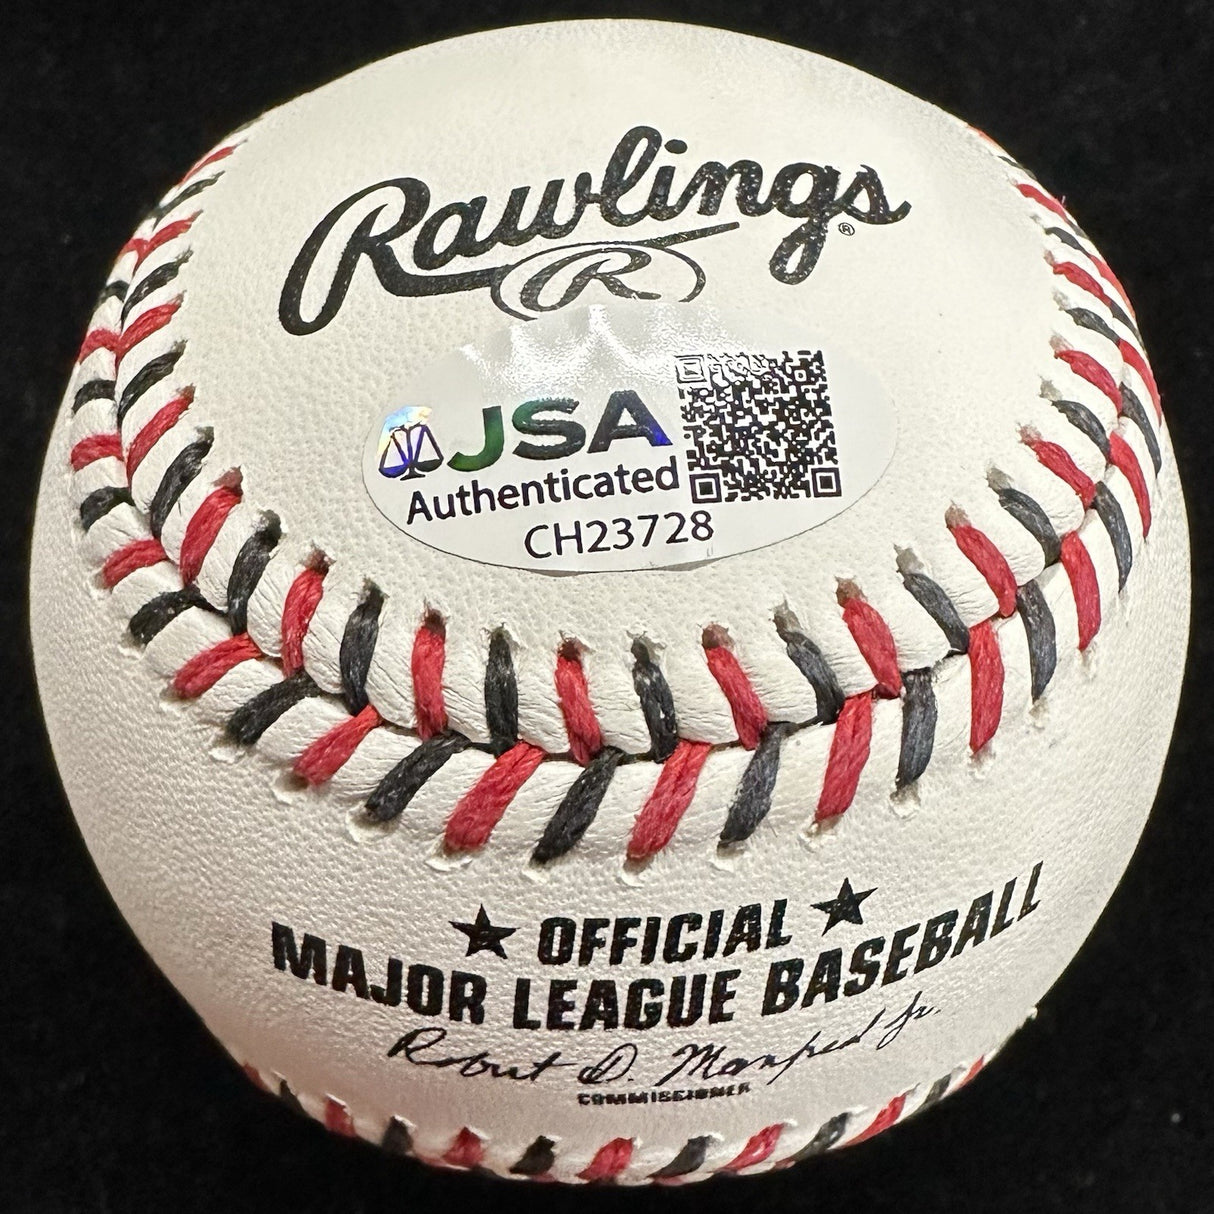 Rawlings
®
R
JSA
Authenticated
CH23728
★ OFFICIAL ★
MAJOR LEAGUE BASEBALL
Robert D. Manfred Jr.
COMMISSIONER